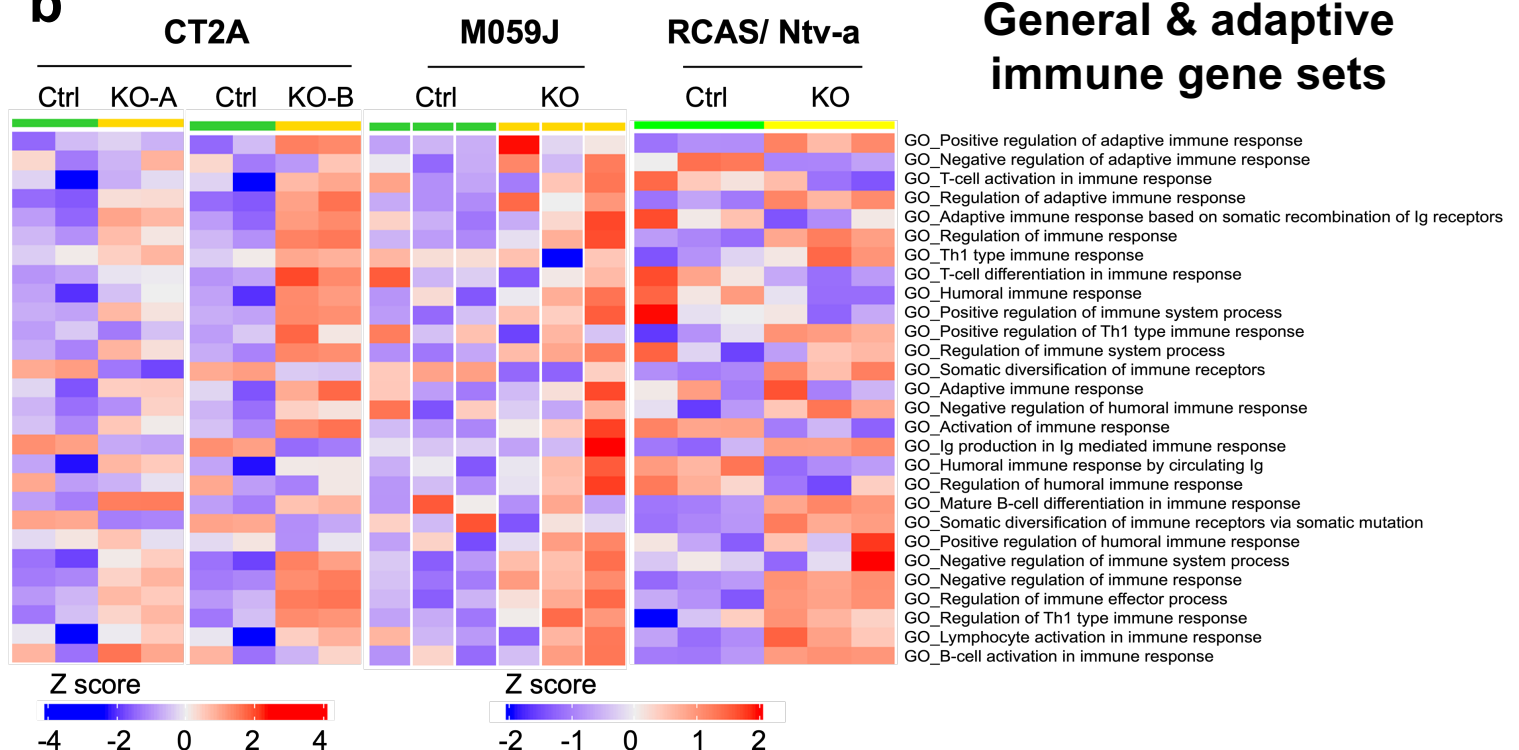 b
CT2A
M059J
RCAS/ Ntv-a
General & adaptive
immune gene sets
Ctrl KO-A Ctrl KO-B Ctrl KO Ctrl KO
GO_Positive regulation of adaptive immune response
GO_Negative regulation of adaptive immune response
GO_T-cell activation in immune response
GO_Regulation of adaptive immune response
GO_Adaptive immune response based on somatic recombination of Ig receptors
GO_Regulation of immune response
GO_Th1 type immune response
GO_T-cell differentiation in immune response
GO_Humoral immune response
GO_Positive regulation of immune system process
GO_Positive regulation of Th1 type immune response
GO_Regulation of immune system process
GO_Somatic diversification of immune receptors
GO_Adaptive immune response
GO_Negative regulation of humoral immune response
GO_Activation of immune response
GO_Ig production in Ig mediated immune response
GO_Humoral immune response by circulating Ig
GO_Regulation of humoral immune response
GO_Mature B-cell differentiation in immune response
GO_Somatic diversification of immune receptors via somatic mutation
GO_Positive regulation of humoral immune response
GO_Negative regulation of immune system process
GO_Negative regulation of immune response
GO_Regulation of immune effector process
GO_Regulation of Th1 type immune response
GO_Lymphocyte activation in immune response
GO_B-cell activation in immune response
Z score
-4 -2 0 2 4
Z score
-2 -1 0 1 2